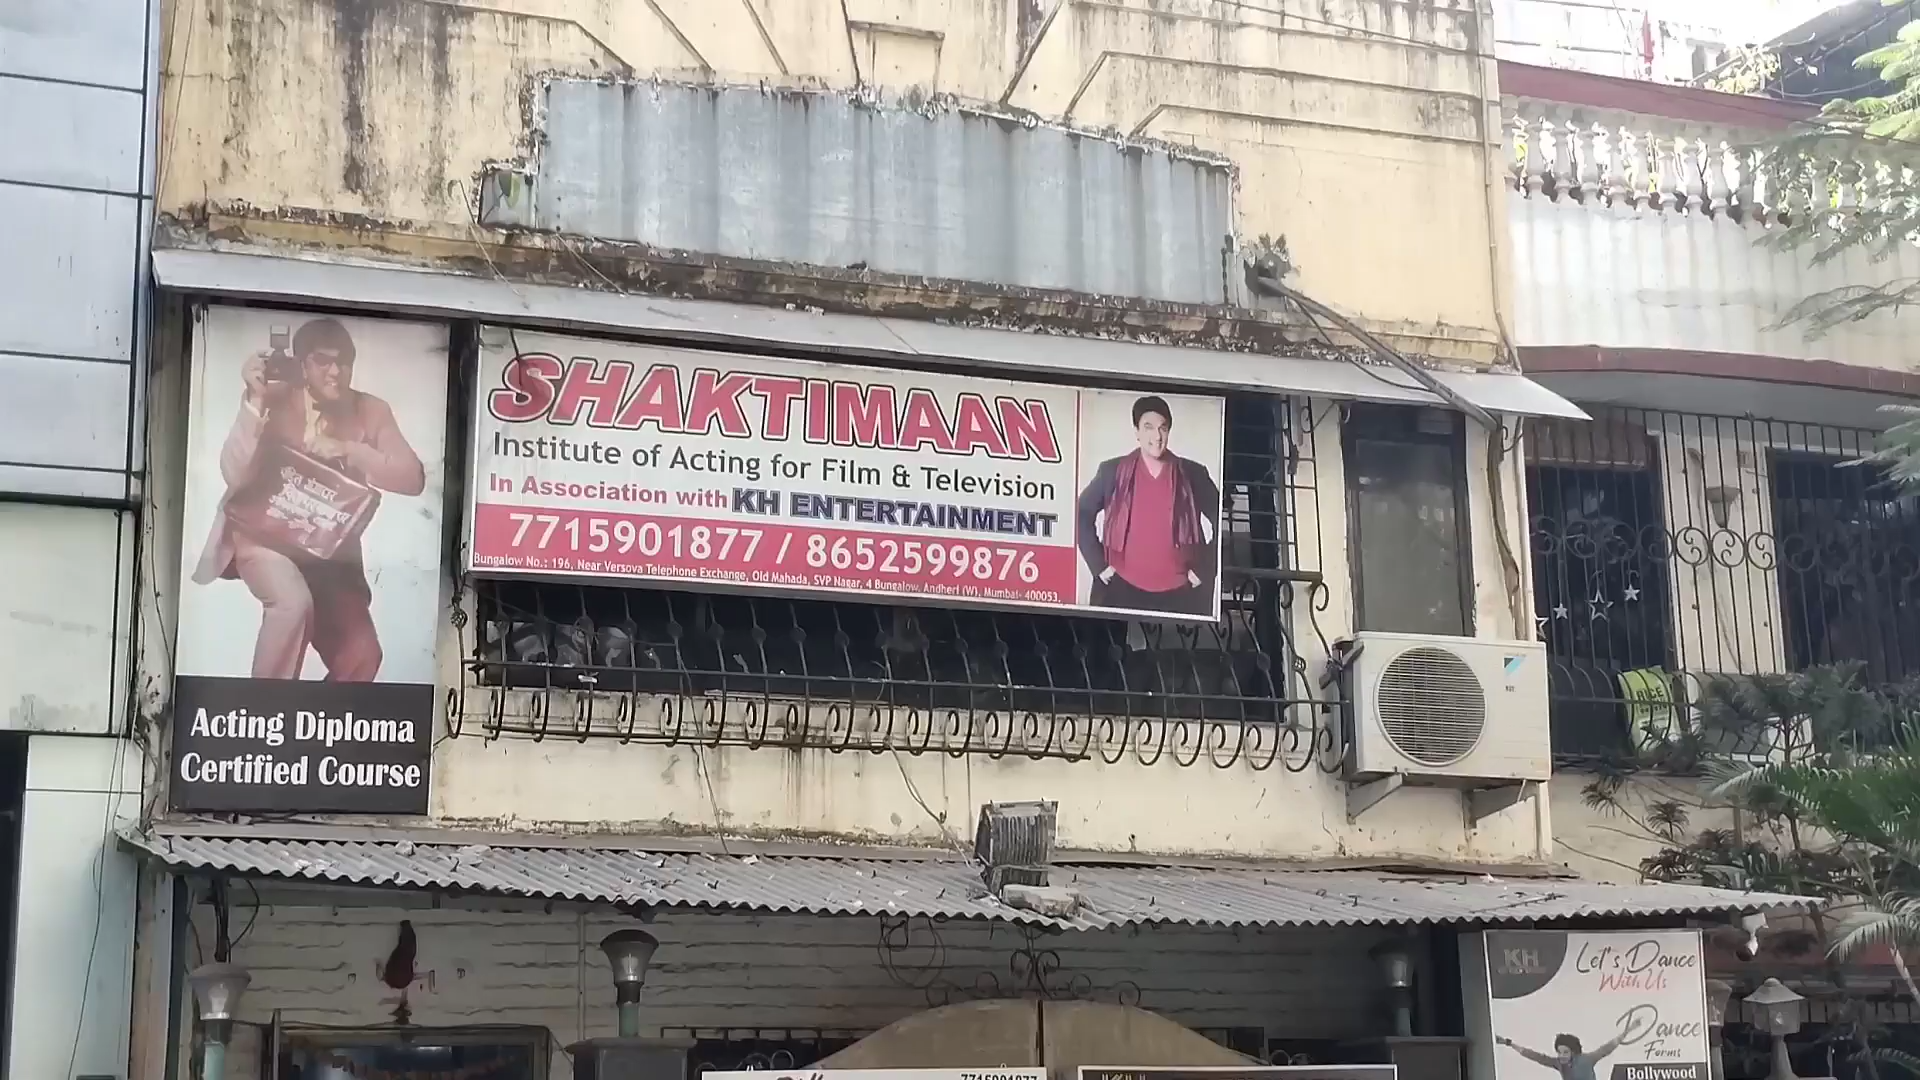 SHAKTIMAAN
Institute of Acting for Film & Television
In Association with KH ENTERTAINMENT
7715901877 / 8652599876
Bungalow No.: 196, Near Versova Telephone Exchange, Old Mahada, SVP Nagar, 4 Bungalow, Andheri (W), Mumbai- 400053.
Acting Diploma
Certified Course
RICE
KH
Let's Dance
With Us
Dance
Forms
Bollywood
7715901877